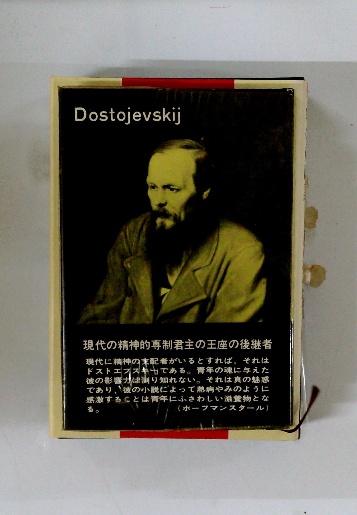 Dostojevskij
現代の精神的専制君主の王座の後継者
現代に精神の支配者がいるとすれば、それは
ドストエフスキーである。青年の魂に与えた
彼の影響力は測り知れない。それは真の魅惑
であり、彼の小説によって熱病やみのように
感激することは青年にふさわしい滋養物とな
る。（ホーフマンスタール）